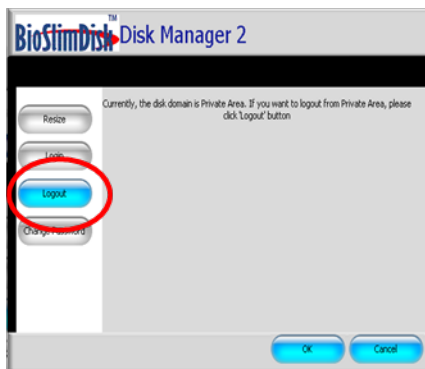 BioSlimDisk™ Disk Manager 2
Currently, the disk domain is Private Area. If you want to logout from Private Area, please
click 'Logout' button
Resize
Login
Logout
Change Password
OK
Cancel